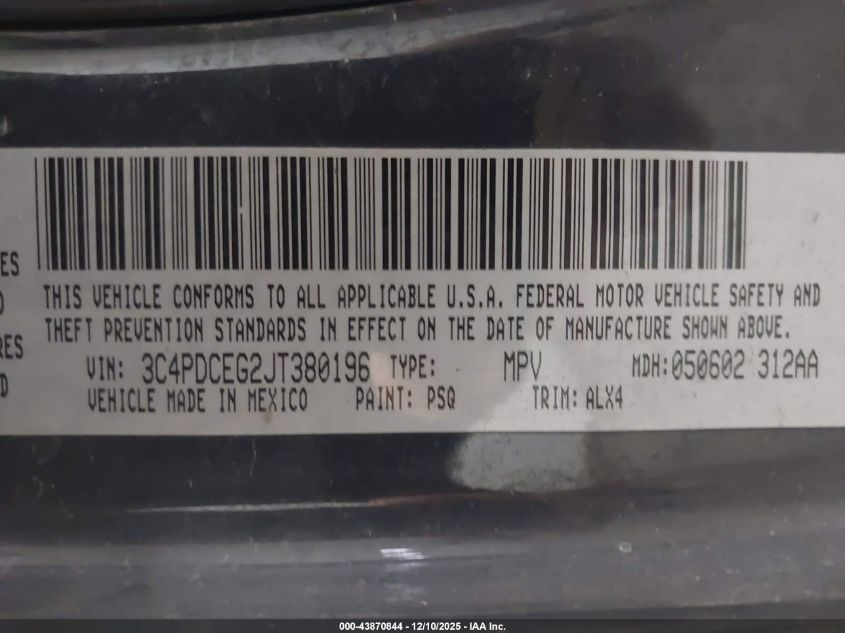 ES
THIS VEHICLE CONFORMS TO ALL APPLICABLE U.S.A. FEDERAL MOTOR VEHICLE SAFETY AND
THEFT PREVENTION STANDARDS IN EFFECT ON THE DATE OF MANUFACTURE SHOWN ABOVE.
RES
VIN: 3C4PDCEG2JT380196 TYPE: MPV MDH:050602 312AA
D
VEHICLE MADE IN MEXICO PAINT: PSQ TRIM: ALX4
000-43870844 - 12/10/2025 - IAA Inc.